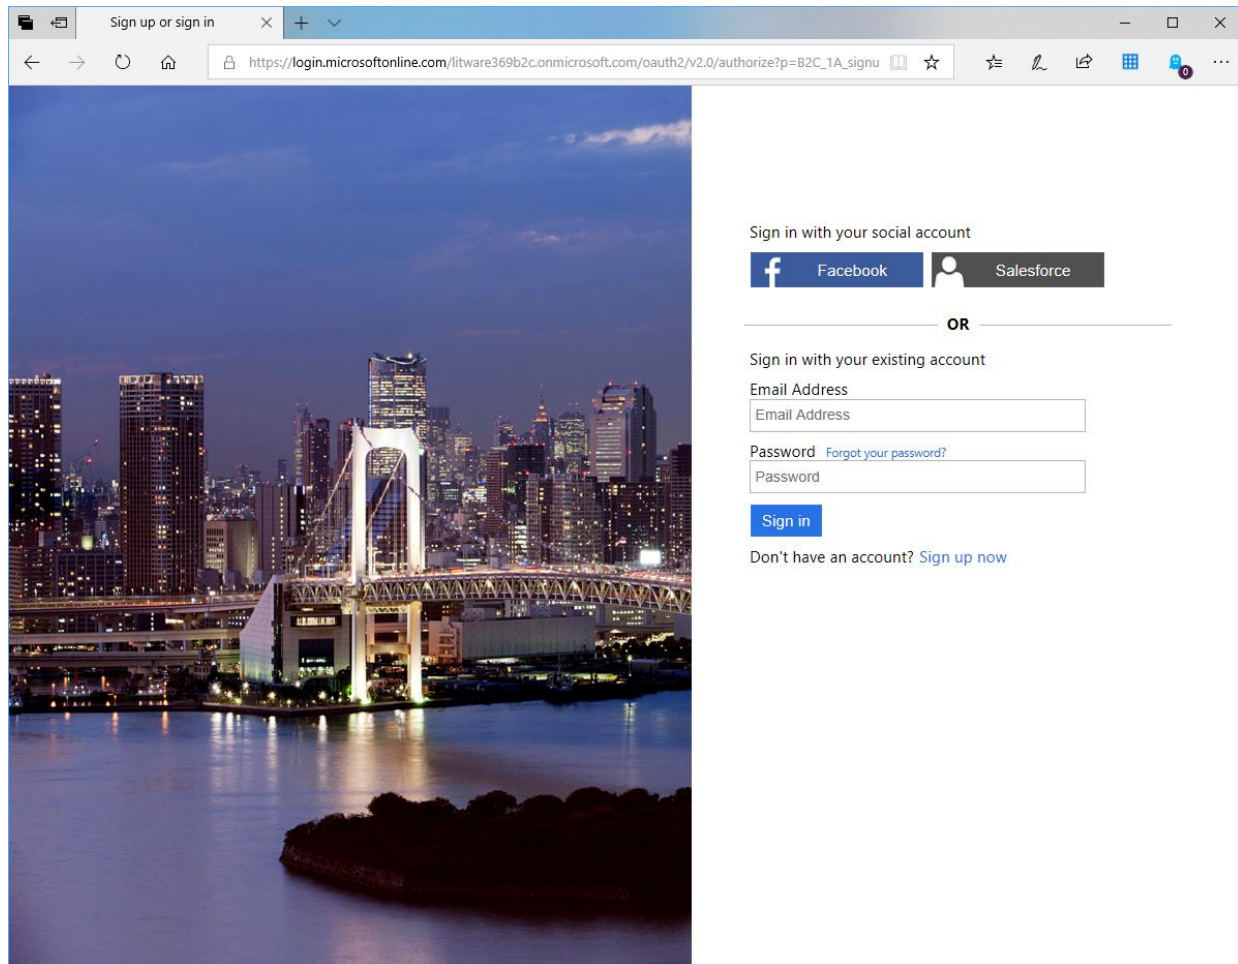 Sign up or sign in
https://login.microsoftonline.com/litware369b2c.onmicrosoft.com/oauth2/v2.0/authorize?p=B2C_1A_signu
0
Sign in with your social account
Facebook
Salesforce
OR
Sign in with your existing account
Email Address
Email Address
Password Forgot your password?
Password
Sign in
Don't have an account? Sign up now